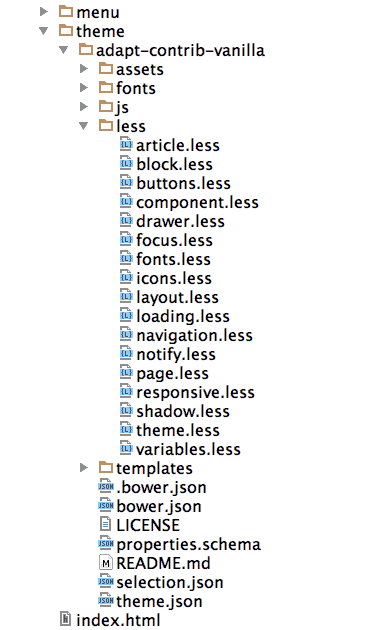 menu
theme
adapt-contrib-vanilla
assets
fonts
js
less
article.less
block.less
buttons.less
component.less
drawer.less
focus.less
fonts.less
icons.less
layout.less
loading.less
navigation.less
notify.less
page.less
responsive.less
shadow.less
theme.less
variables.less
templates
.bower.json
bower.json
LICENSE
properties.schema
README.md
selection.json
theme.json
index.html